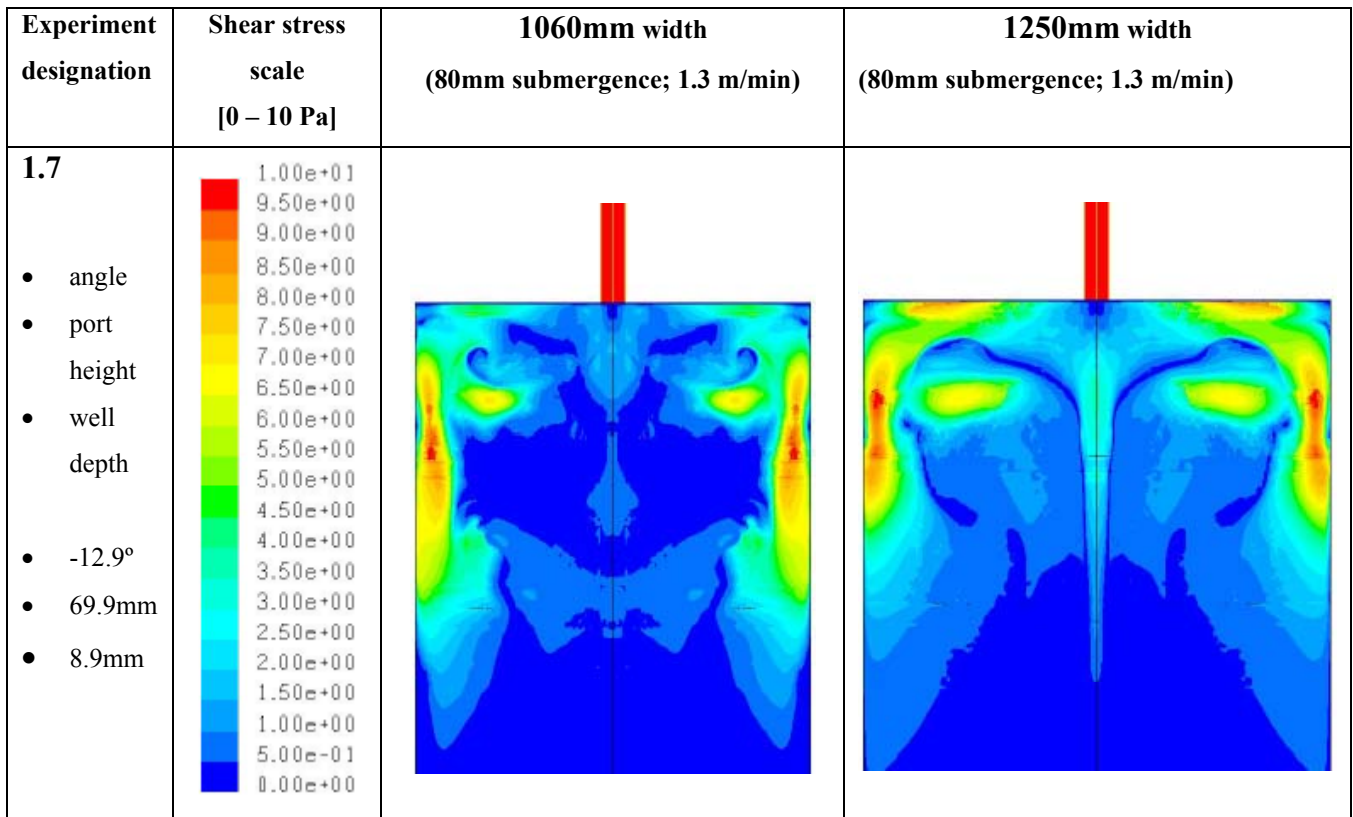 Experiment designation
Shear stress scale [0 – 10 Pa]
1060mm width
(80mm submergence; 1.3 m/min)
1250mm width
(80mm submergence; 1.3 m/min)
1.7
• angle
• port height
• well depth
• -12.9º
• 69.9mm
• 8.9mm
1.00e+01
9.50e+00
9.00e+00
8.50e+00
8.00e+00
7.50e+00
7.00e+00
6.50e+00
6.00e+00
5.50e+00
5.00e+00
4.50e+00
4.00e+00
3.50e+00
3.00e+00
2.50e+00
2.00e+00
1.50e+00
1.00e+00
5.00e-01
0.00e+00